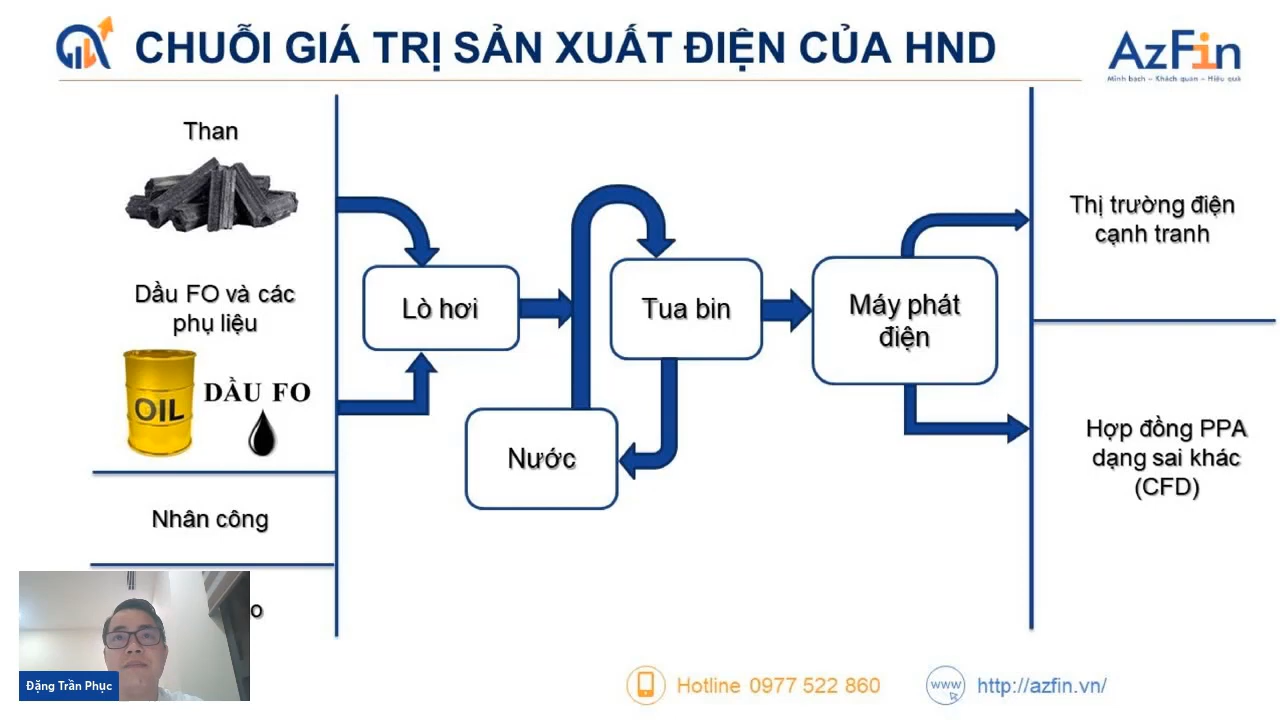 CHUỖI GIÁ TRỊ SẢN XUẤT ĐIỆN CỦA HND
AzFin
Minh bạch – Khách quan – Hiệu quả
Than
Dầu FO và các
phụ liệu
OIL
DẦU FO
Nhân công
Lò hơi
Nước
Tua bin
Máy phát
điện
Thị trường điện
cạnh tranh
Hợp đồng PPA
dạng sai khác
(CFD)
Đặng Trần Phục
Hotline 0977 522 860
www
http://azfin.vn/